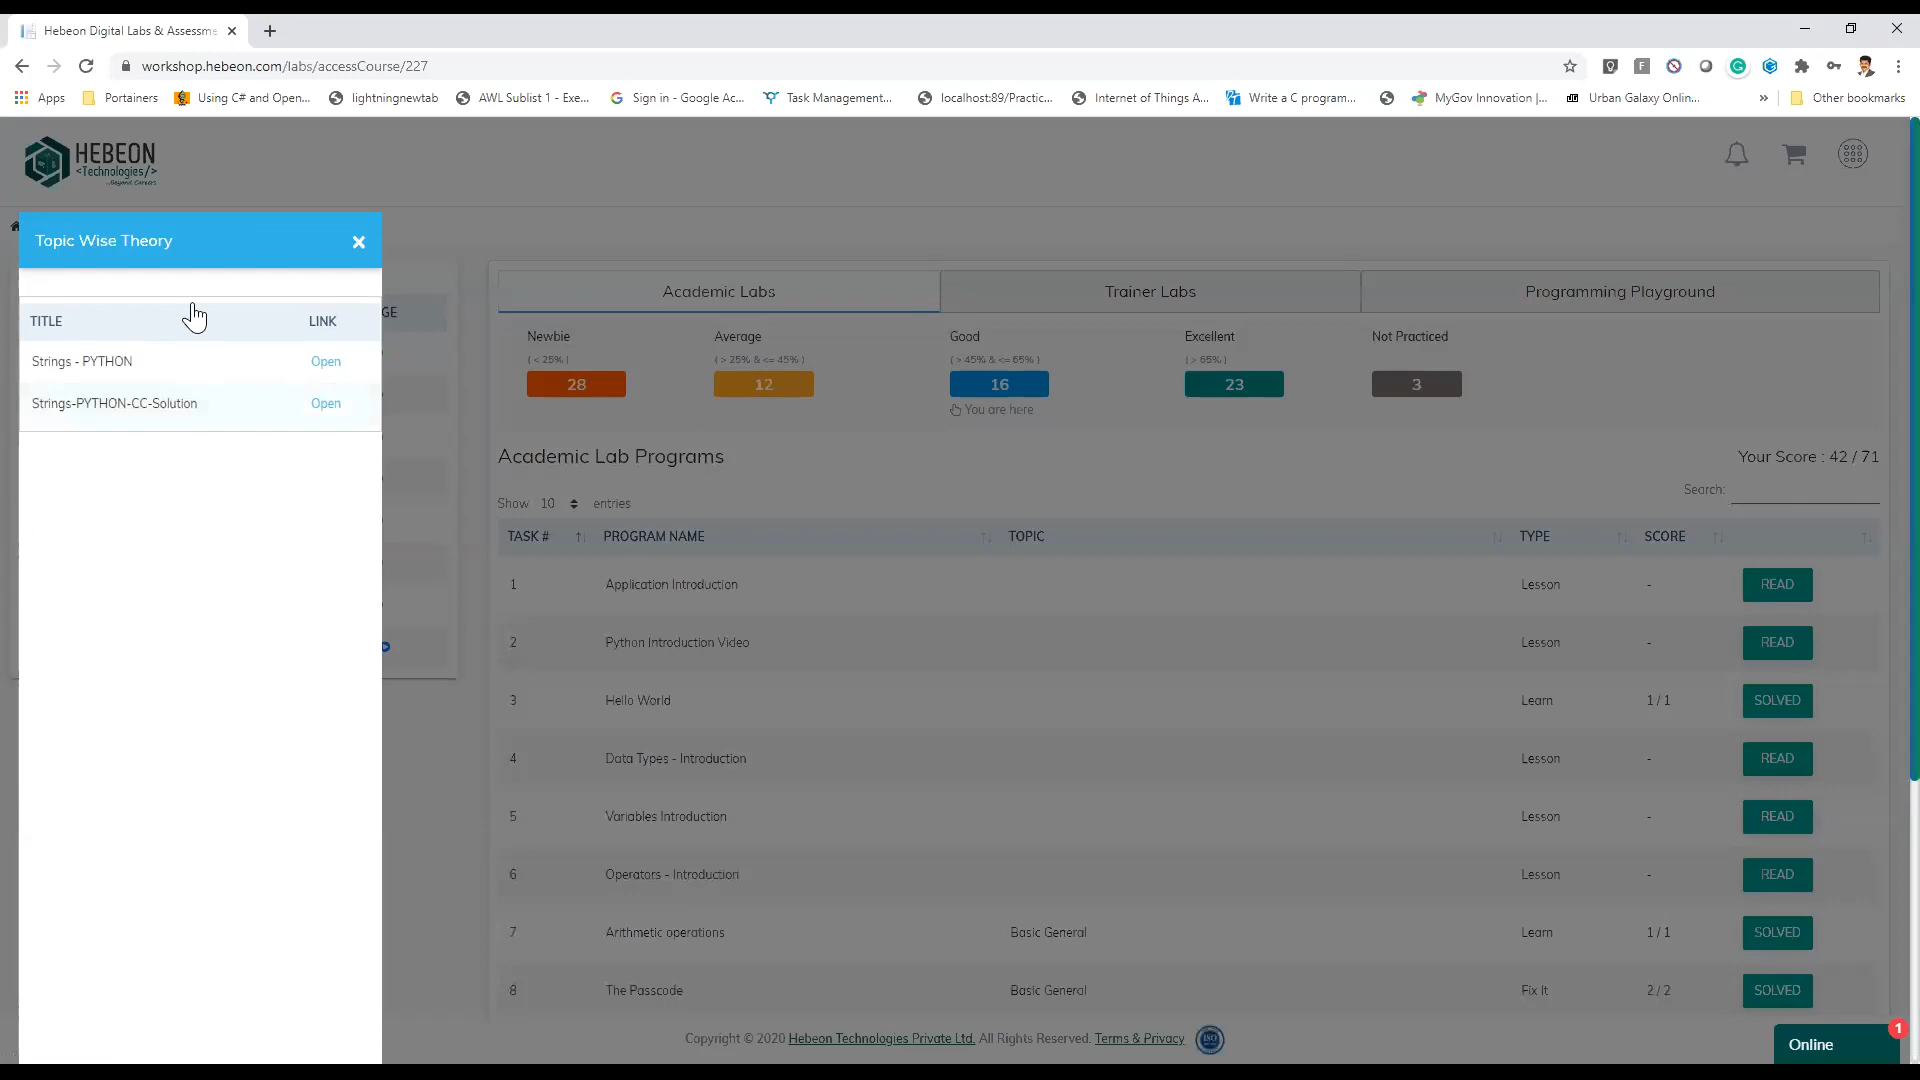 Hebeon Digital Labs & Assessme
workshop.hebeon.com/labs/accessCourse/227
Apps Portainers Using C# and Open... lightningnewtab AWL Sublist 1 - Exe... Sign in - Google Ac... Task Management... localhost:89/Practic... Internet of Things A... Write a C program... MyGov Innovation |... Urban Galaxy Onlin... » Other bookmarks
HEBEON
<Technologies/>
...Beyond Careers
Topic Wise Theory ×
TITLE LINK
Strings - PYTHON Open
Strings-PYTHON-CC-Solution Open
GE
Academic Labs Trainer Labs Programming Playground
Newbie Average Good Excellent Not Practiced
( < 25% ) ( > 25% & <= 45% ) ( > 45% & <= 65% ) ( > 65% )
28 12 16 23 3
You are here
Academic Lab Programs Your Score : 42 / 71
Search:
Show 10 entries
TASK # PROGRAM NAME TOPIC TYPE SCORE
1 Application Introduction Lesson - READ
2 Python Introduction Video Lesson - READ
3 Hello World Learn 1 / 1 SOLVED
4 Data Types - Introduction Lesson - READ
5 Variables Introduction Lesson - READ
6 Operators - Introduction Lesson - READ
7 Arithmetic operations Basic General Learn 1 / 1 SOLVED
8 The Passcode Basic General Fix It 2 / 2 SOLVED
Copyright © 2020 Hebeon Technologies Private Ltd. All Rights Reserved. Terms & Privacy ISO
Online 1